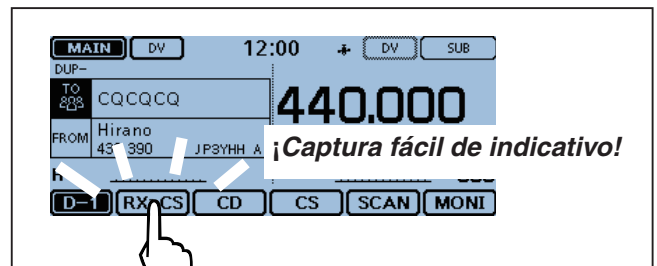 MAIN DV 12:00 DV SUB
DUP–
TO CQCQCQ 440.000
FROM Hirano
JP3YHH A
¡Captura fácil de indicativo!
D-1 RX→CS CD CS SCAN MONI